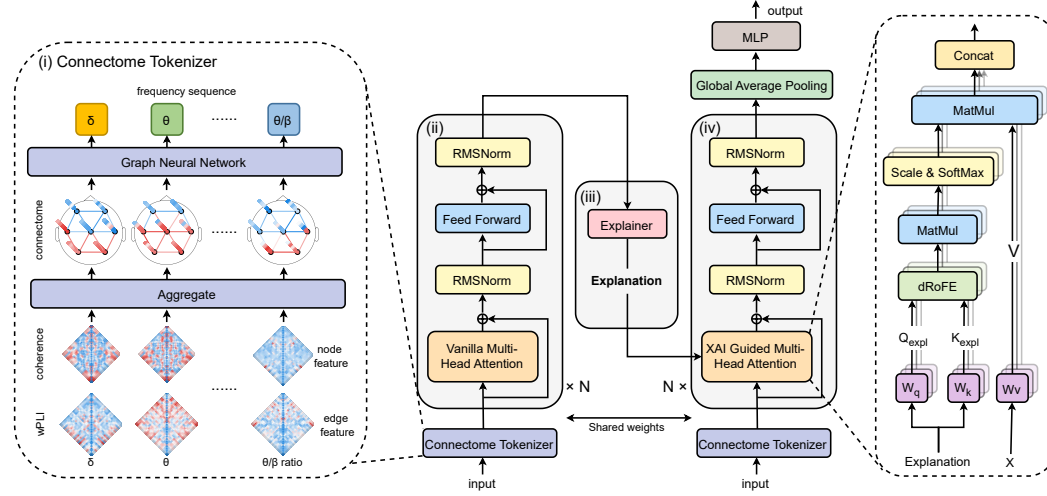 (i) Connectome Tokenizer
frequency sequence
δ
θ
......
θ/β
Graph Neural Network
connectome
......
Aggregate
coherence
node
feature
......
wPLI
edge
feature
δ
θ
θ/β ratio
(ii)
RMSNorm
Feed Forward
RMSNorm
Vanilla Multi-
Head Attention
× N
Connectome Tokenizer
input
(iii)
Explainer
Explanation
Shared weights
output
MLP
Global Average Pooling
(iv)
RMSNorm
Feed Forward
RMSNorm
XAI Guided Multi-
Head Attention
N ×
Connectome Tokenizer
input
Concat
MatMul
Scale & SoftMax
MatMul
V
dRoFE
Q_expl
K_expl
W_q
W_k
Wv
Explanation
X